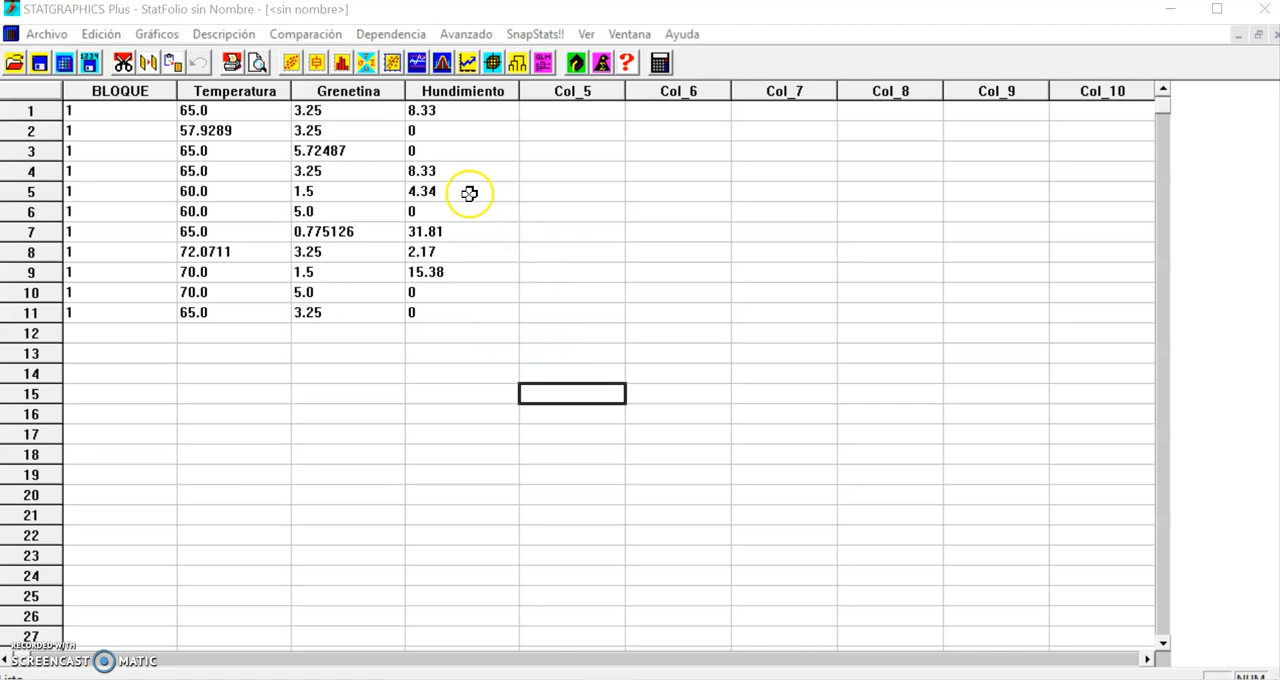 STATGRAPHICS Plus - StatFolio sin Nombre - [<sin nombre>]
Archivo Edición Gráficos Descripción Comparación Dependencia Avanzado SnapStats!! Ver Ventana Ayuda
BLOQUE Temperatura Grenetina Hundimiento Col_5 Col_6 Col_7 Col_8 Col_9 Col_10
1 1 65.0 3.25 8.33
2 1 57.9289 3.25 0
3 1 65.0 5.72487 0
4 1 65.0 3.25 8.33
5 1 60.0 1.5 4.34
6 1 60.0 5.0 0
7 1 65.0 0.775126 31.81
8 1 72.0711 3.25 2.17
9 1 70.0 1.5 15.38
10 1 70.0 5.0 0
11 1 65.0 3.25 0
12
13
14
15
16
17
18
19
20
21
22
23
24
25
26
27
RECORDED WITH
SCREENCAST MATIC
NUM